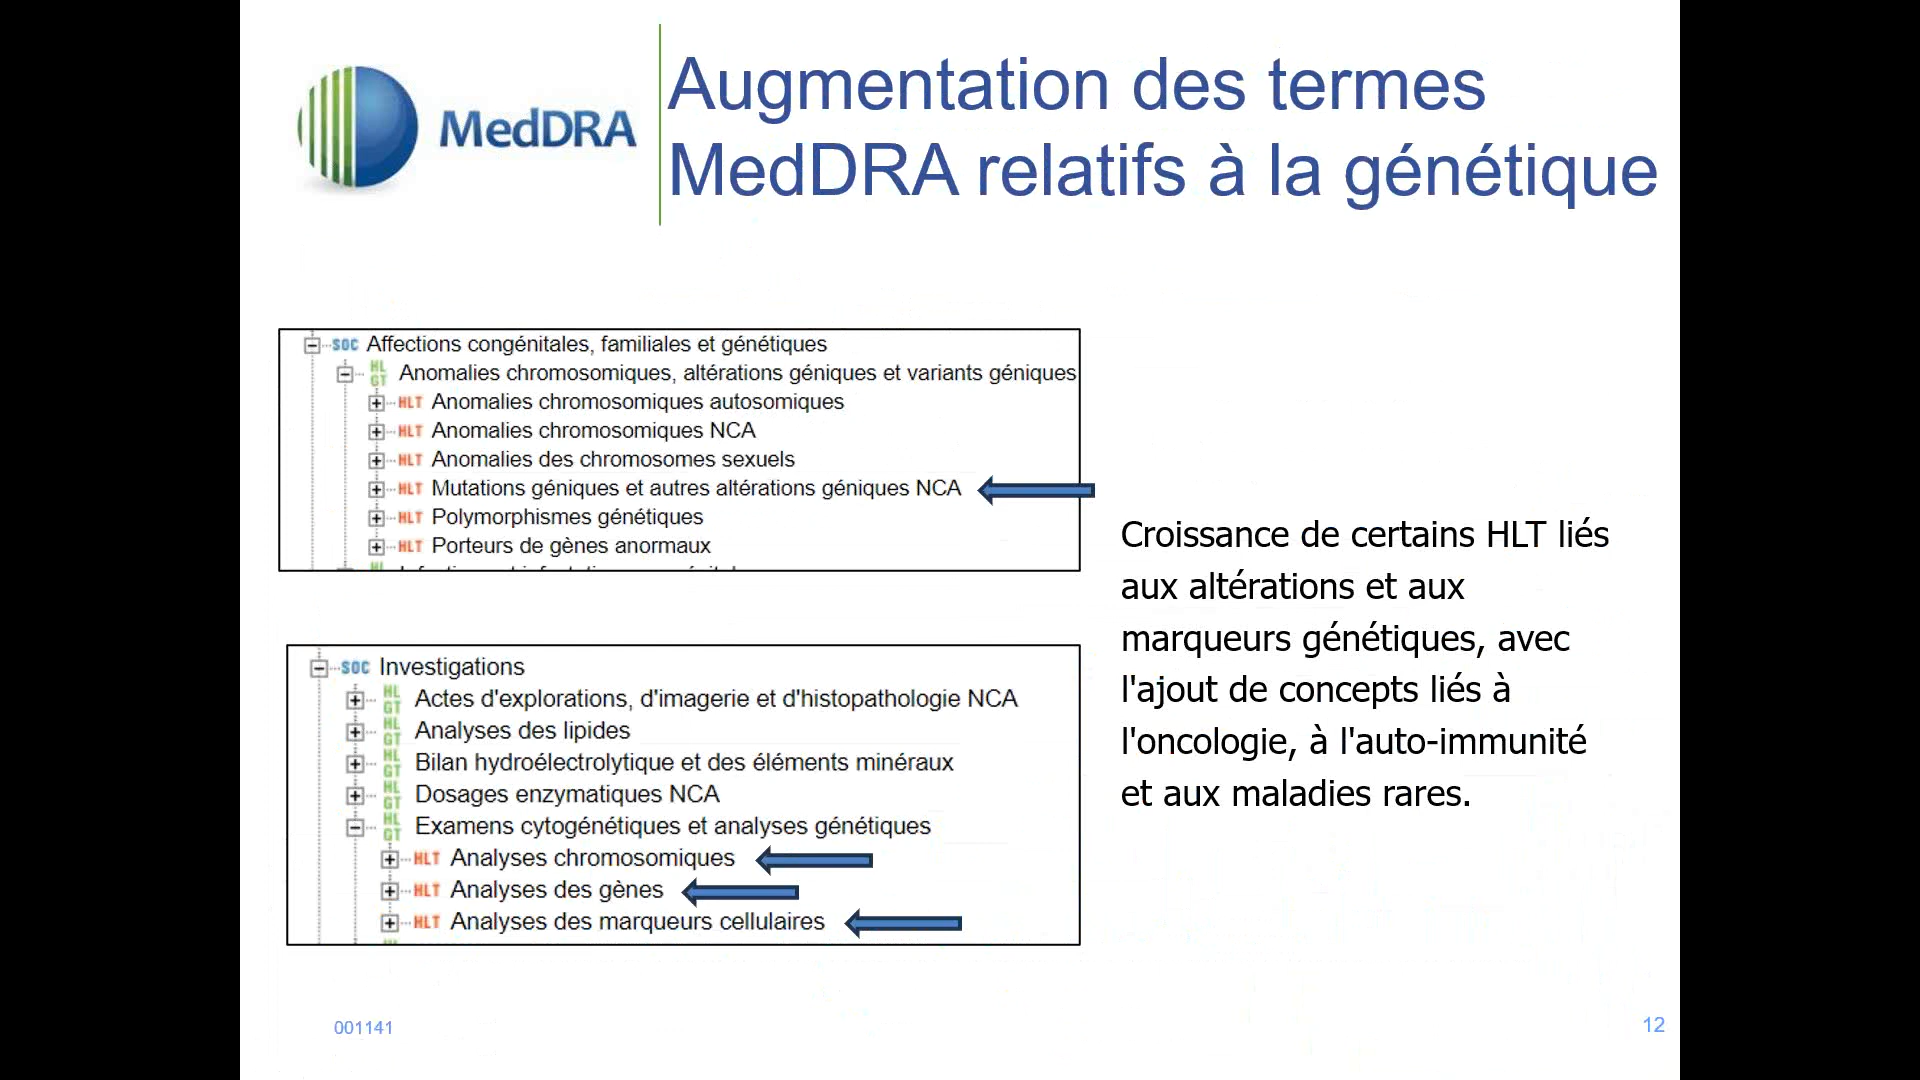 MedDRA
Augmentation des termes
MedDRA relatifs à la génétique
SOC Affections congénitales, familiales et génétiques
HLGT Anomalies chromosomiques, altérations géniques et variants géniques
HLT Anomalies chromosomiques autosomiques
HLT Anomalies chromosomiques NCA
HLT Anomalies des chromosomes sexuels
HLT Mutations géniques et autres altérations géniques NCA
HLT Polymorphismes génétiques
HLT Porteurs de gènes anormaux
SOC Investigations
HLGT Actes d'explorations, d'imagerie et d'histopathologie NCA
HLGT Analyses des lipides
HLGT Bilan hydroélectrolytique et des éléments minéraux
HLGT Dosages enzymatiques NCA
HLGT Examens cytogénétiques et analyses génétiques
HLT Analyses chromosomiques
HLT Analyses des gènes
HLT Analyses des marqueurs cellulaires
Croissance de certains HLT liés
aux altérations et aux
marqueurs génétiques, avec
l'ajout de concepts liés à
l'oncologie, à l'auto-immunité
et aux maladies rares.
001141
12